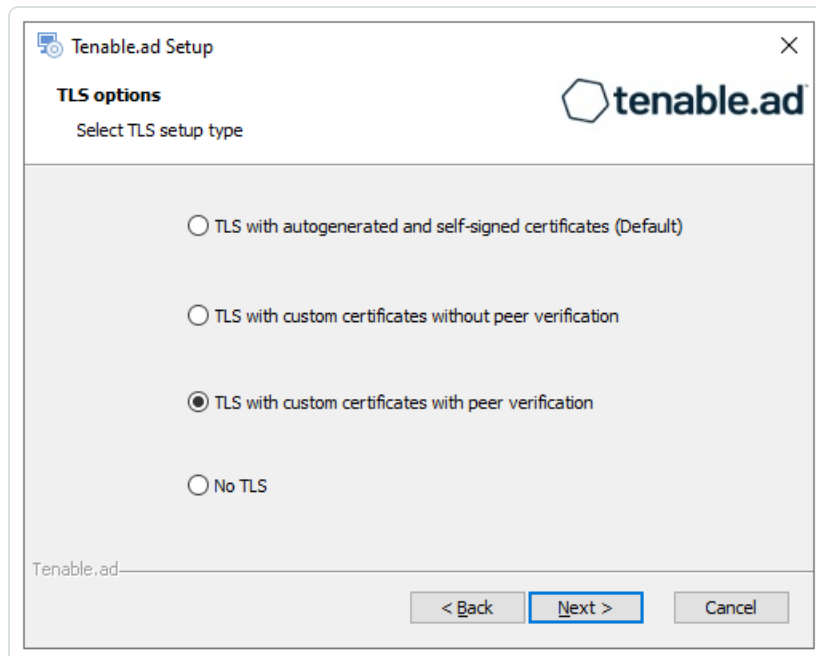 Tenable.ad Setup
TLS options
Select TLS setup type
tenable.ad
TLS with autogenerated and self-signed certificates (Default)
TLS with custom certificates without peer verification
TLS with custom certificates with peer verification
No TLS
Tenable.ad
< Back Next > Cancel